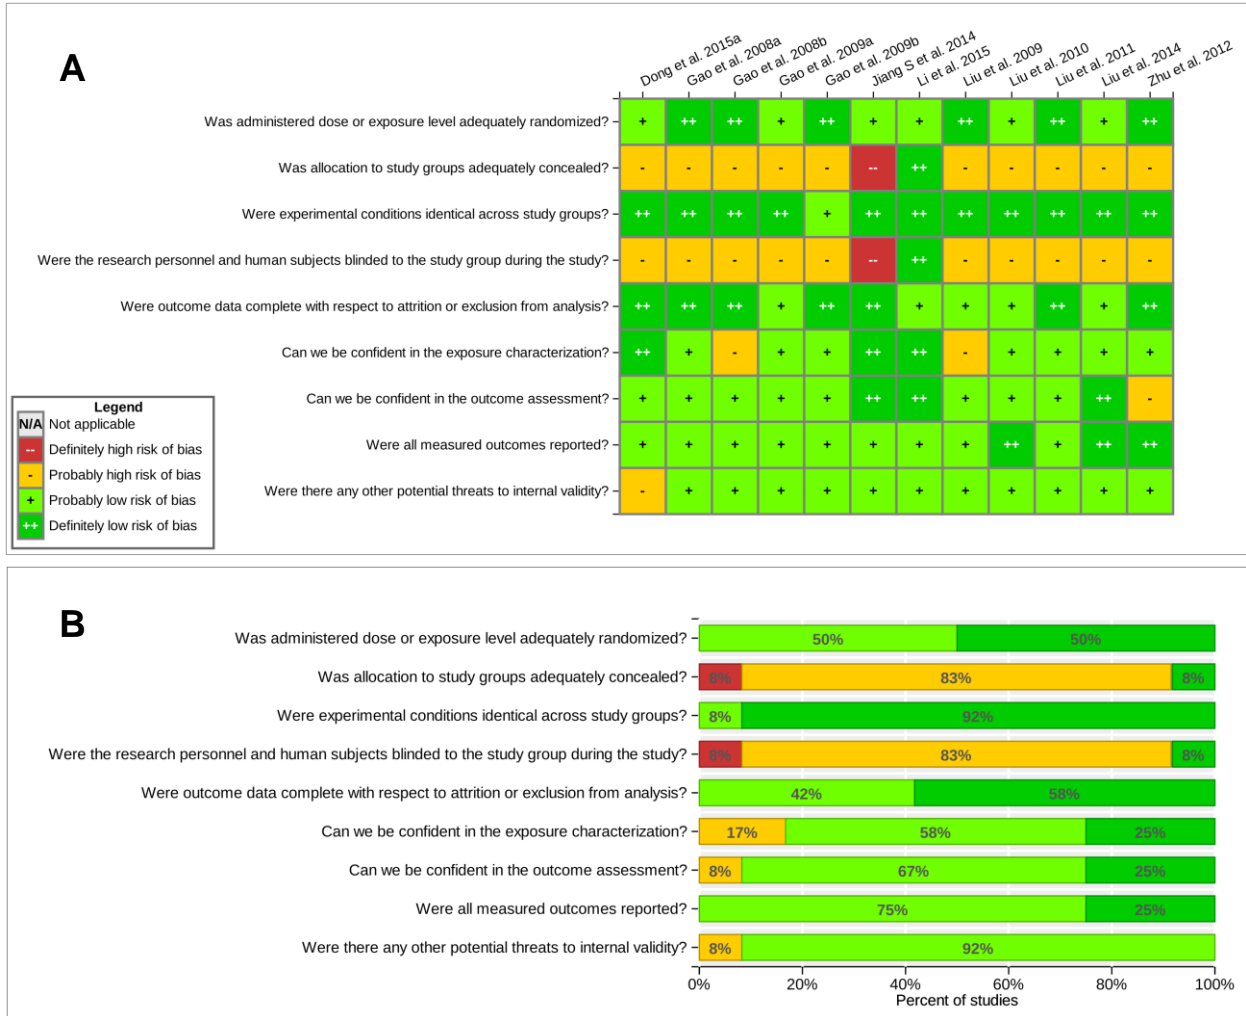 A
Dong et al. 2015a
Gao et al. 2008a
Gao et al. 2008b
Gao et al. 2009a
Gao et al. 2009b
Jiang S et al. 2014
Li et al. 2015
Liu et al. 2009
Liu et al. 2010
Liu et al. 2011
Liu et al. 2014
Zhu et al. 2012
Was administered dose or exposure level adequately randomized? + ++ ++ + ++ + + ++ + ++ + ++
Was allocation to study groups adequately concealed? - - - - - -- ++ - - - - -
Were experimental conditions identical across study groups? ++ ++ ++ ++ + ++ ++ ++ ++ ++ ++ ++
Were the research personnel and human subjects blinded to the study group during the study? - - - - - -- ++ - - - - -
Were outcome data complete with respect to attrition or exclusion from analysis? ++ ++ ++ + ++ ++ + + + ++ + ++
Can we be confident in the exposure characterization? ++ + - + + ++ ++ - + + + +
Can we be confident in the outcome assessment? + + + + + ++ ++ + + + ++ -
Were all measured outcomes reported? + + + + + + + + ++ + ++ ++
Were there any other potential threats to internal validity? - + + + + + + + + + + +
Legend
N/A Not applicable
-- Definitely high risk of bias
- Probably high risk of bias
+ Probably low risk of bias
++ Definitely low risk of bias
B
Was administered dose or exposure level adequately randomized? 50% 50%
Was allocation to study groups adequately concealed? 8% 83% 8%
Were experimental conditions identical across study groups? 8% 92%
Were the research personnel and human subjects blinded to the study group during the study? 8% 83% 8%
Were outcome data complete with respect to attrition or exclusion from analysis? 42% 58%
Can we be confident in the exposure characterization? 17% 58% 25%
Can we be confident in the outcome assessment? 8% 67% 25%
Were all measured outcomes reported? 75% 25%
Were there any other potential threats to internal validity? 8% 92%
0% 20% 40% 60% 80% 100%
Percent of studies